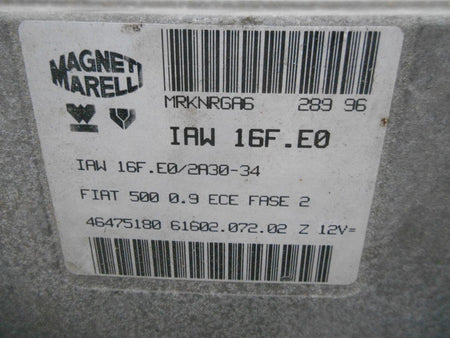 MAGNETI
MARELLI
MRKNRGA6 289 96
IAW 16F.E0
IAW 16F.E0/2A30-34
FIAT 500 0.9 ECE FASE 2
46475180 61602.072.02 Z 12V=